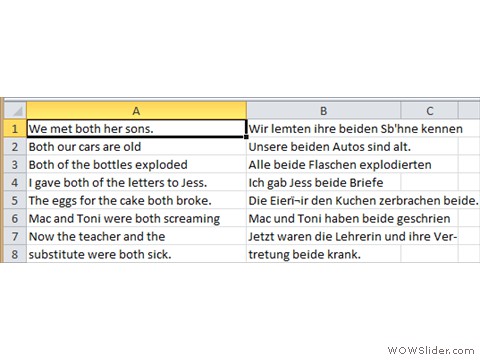 A B C
1 We met both her sons. Wir lemten ihre beiden Sb'hne kennen
2 Both our cars are old Unsere beiden Autos sind alt.
3 Both of the bottles exploded Alle beide Flaschen explodierten
4 I gave both of the letters to Jess. Ich gab Jess beide Briefe
5 The eggs for the cake both broke. Die Eierï¬ir den Kuchen zerbrachen beide.
6 Mac and Toni were both screaming Mac und Toni haben beide geschrien
7 Now the teacher and the Jetzt waren die Lehrerin und ihre Ver-
8 substitute were both sick. tretung beide krank.
WOWSlider.com